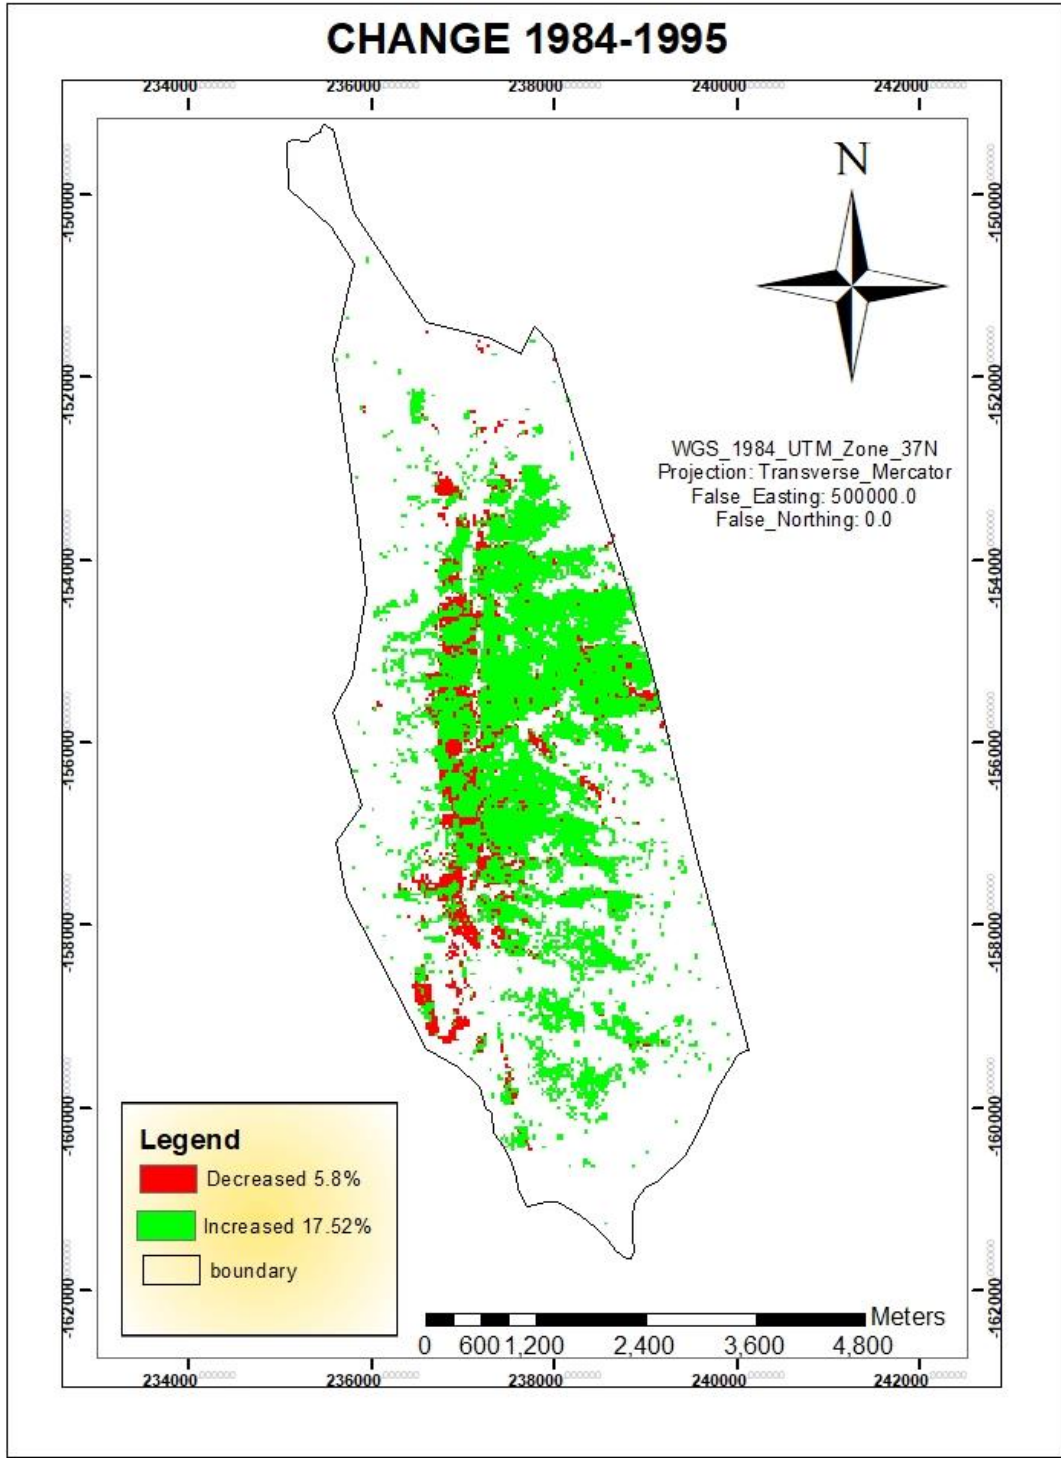 CHANGE 1984-1995
234000 236000 238000 240000 242000
N
-150000 -150000
-152000 -152000
WGS_1984_UTM_Zone_37N
Projection: Transverse_Mercator
False_Easting: 500000.0
False_Northing: 0.0
-154000 -154000
-156000 -156000
-158000 -158000
-160000 -160000
Legend
Decreased 5.8%
Increased 17.52%
boundary
-162000 -162000
Meters
0 600 1,200 2,400 3,600 4,800
234000 236000 238000 240000 242000